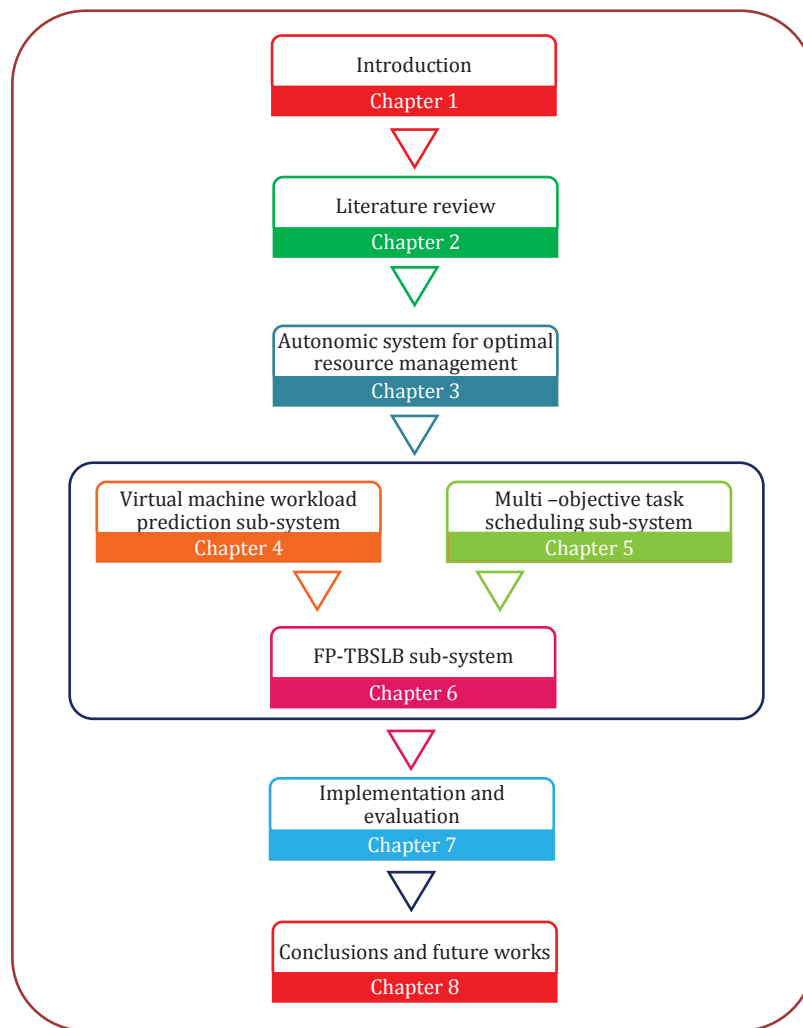 Introduction
Chapter 1
Literature review
Chapter 2
Autonomic system for optimal
resource management
Chapter 3
Virtual machine workload
prediction sub-system
Chapter 4
Multi –objective task
scheduling sub-system
Chapter 5
FP-TBSLB sub-system
Chapter 6
Implementation and
evaluation
Chapter 7
Conclusions and future works
Chapter 8